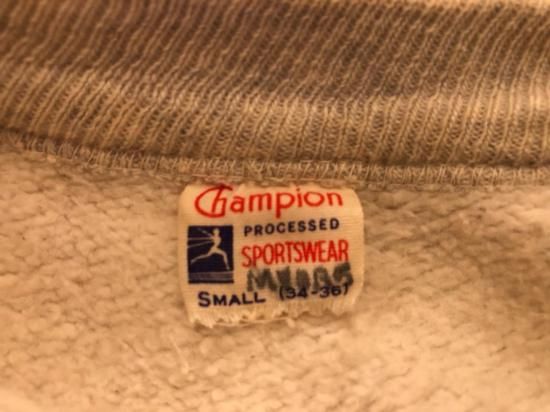 Champion
PROCESSED
SPORTSWEAR
SMALL (34-36)